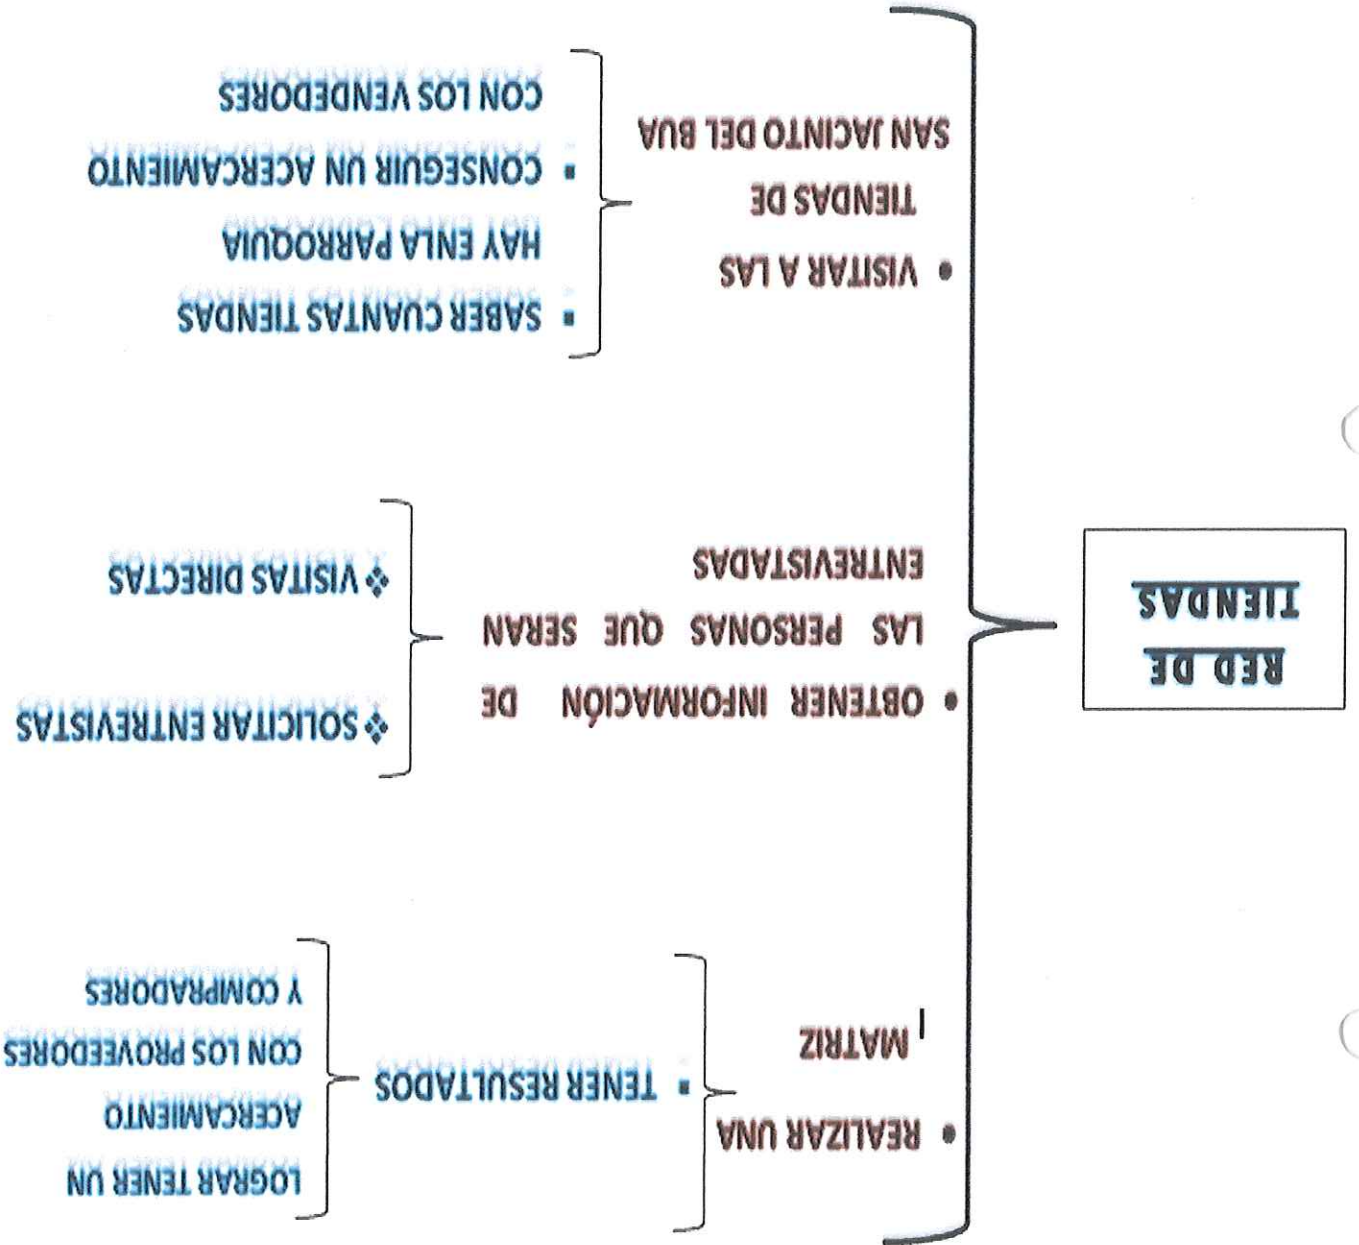 RED DE
TIENDAS
• REALIZAR UNA
MATRIZ
▪ TENER RESULTADOS
LOGRAR TENER UN
ACERCAMIENTO
CON LOS PROVEEDORES
Y COMPRADORES
• OBTENER INFORMACIÓN DE
LAS PERSONAS QUE SERAN
ENTREVISTADAS
❖ SOLICITAR ENTREVISTAS
❖ VISITAS DIRECTAS
• VISITAR A LAS
TIENDAS DE
SAN JACINTO DEL BUA
▪ SABER CUANTAS TIENDAS
HAY ENLA PARROQUIA
▪ CONSEGUIR UN ACERCAMIENTO
CON LOS VENDEDORES